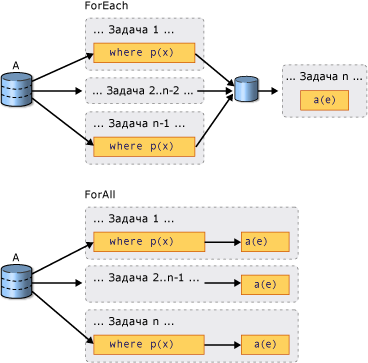 ForEach
A
... Задача 1 ...
where p(x)
... Задача 2..n-2 ...
... Задача n-1 ...
where p(x)
... Задача n ...
a(e)
ForAll
A
... Задача 1 ...
where p(x)
a(e)
... Задача 2..n-1 ...
a(e)
... Задача n ...
where p(x)
a(e)